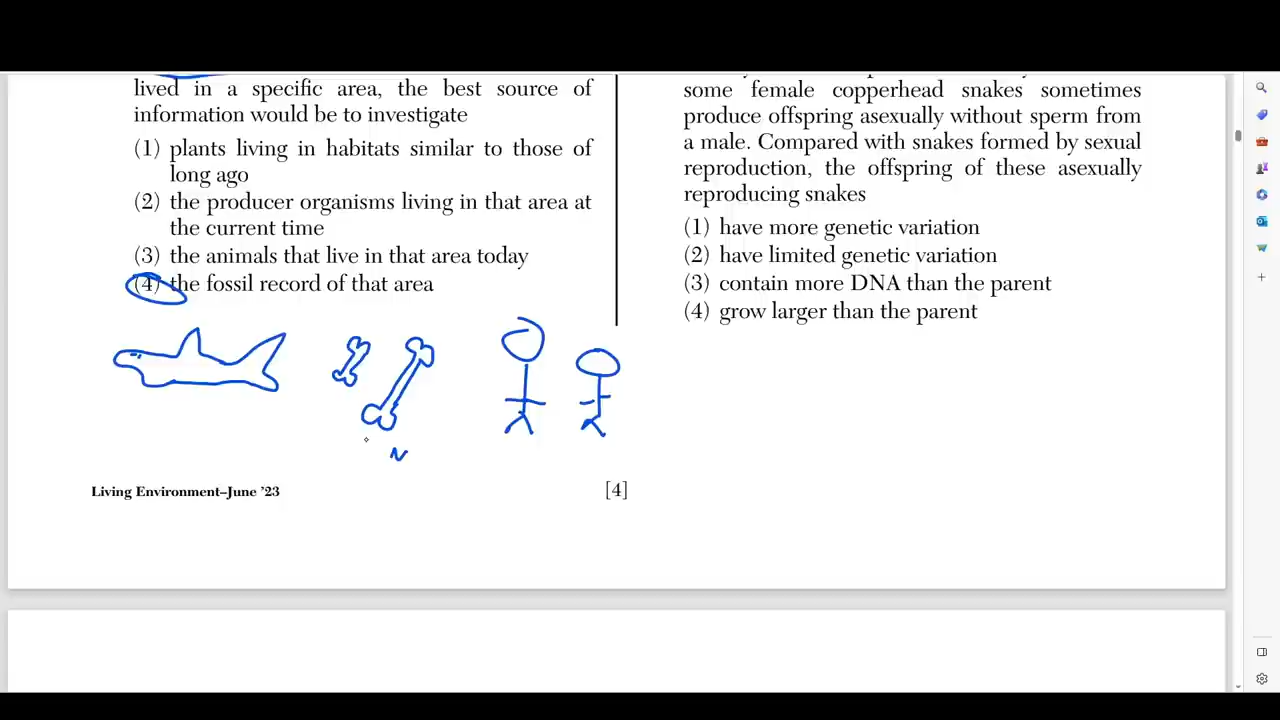 lived in a specific area, the best source of
information would be to investigate
(1) plants living in habitats similar to those of
long ago
(2) the producer organisms living in that area at
the current time
(3) the animals that live in that area today
(4) the fossil record of that area
N
Living Environment–June ’23
[4]
some female copperhead snakes sometimes
produce offspring asexually without sperm from
a male. Compared with snakes formed by sexual
reproduction, the offspring of these asexually
reproducing snakes
(1) have more genetic variation
(2) have limited genetic variation
(3) contain more DNA than the parent
(4) grow larger than the parent